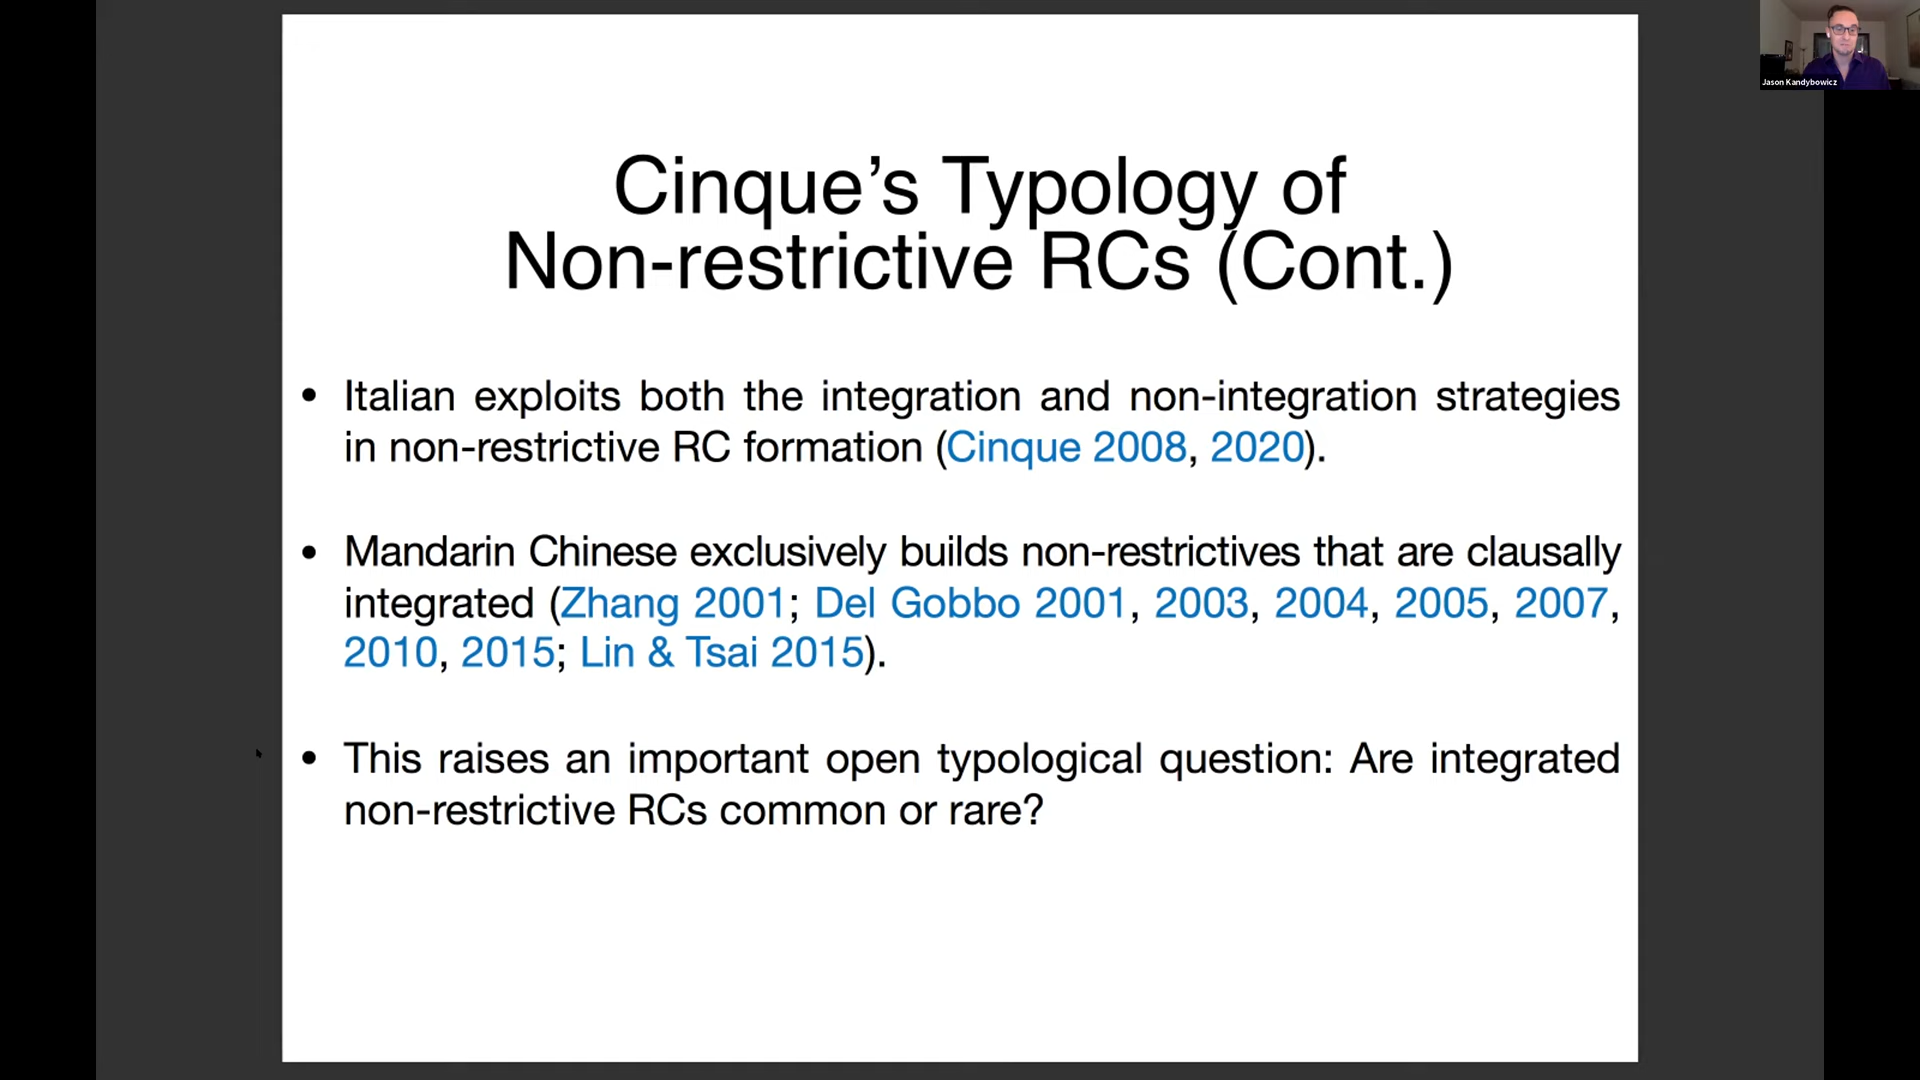 Jason Kandybowicz
Cinque’s Typology of
Non-restrictive RCs (Cont.)
• Italian exploits both the integration and non-integration strategies
in non-restrictive RC formation (Cinque 2008, 2020).
• Mandarin Chinese exclusively builds non-restrictives that are clausally
integrated (Zhang 2001; Del Gobbo 2001, 2003, 2004, 2005, 2007,
2010, 2015; Lin & Tsai 2015).
• This raises an important open typological question: Are integrated
non-restrictive RCs common or rare?